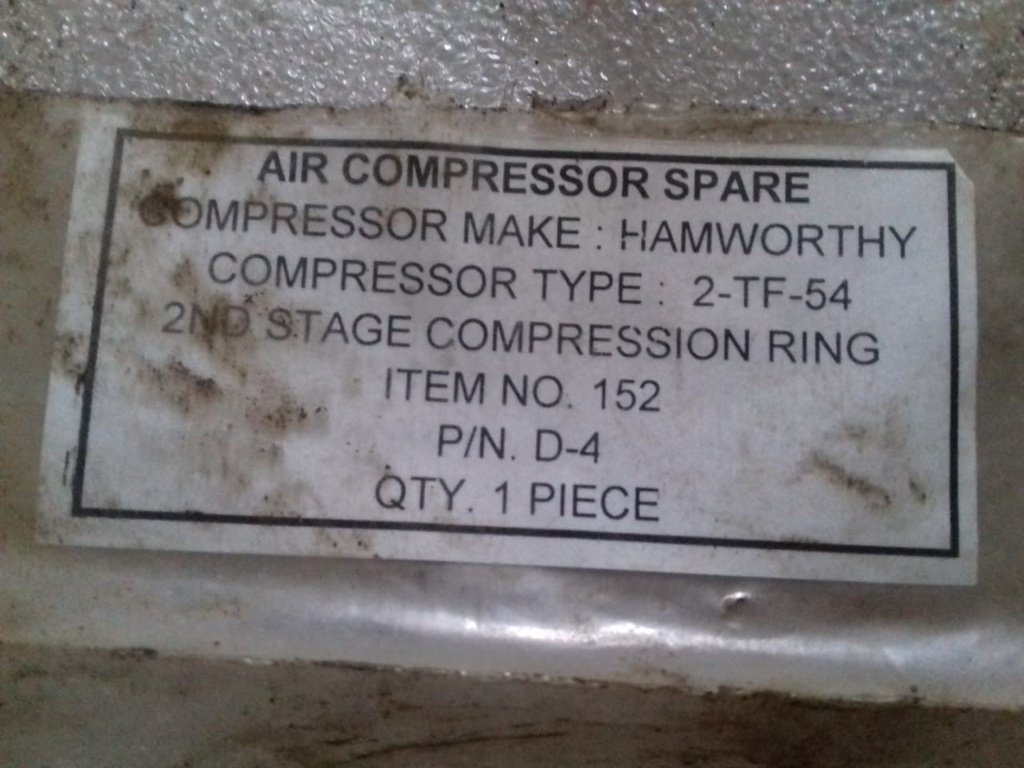 AIR COMPRESSOR SPARE
COMPRESSOR MAKE : HAMWORTHY
COMPRESSOR TYPE : 2-TF-54
2ND STAGE COMPRESSION RING
ITEM NO. 152
P/N. D-4
QTY. 1 PIECE